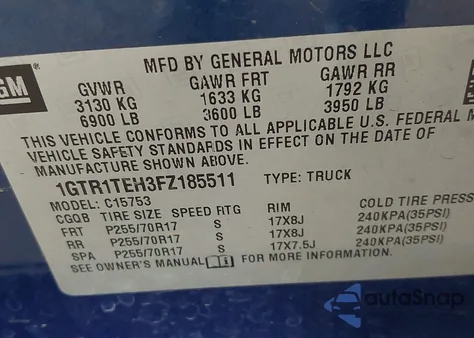 GM
MFD BY GENERAL MOTORS LLC
GVWR GAWR FRT GAWR RR
3130 KG 1633 KG 1792 KG
6900 LB 3600 LB 3950 LB
THIS VEHICLE CONFORMS TO ALL APPLICABLE U.S. FEDERAL M
VEHICLE SAFETY STANDARDS IN EFFECT ON THE DATE OF
MANUFACTURE SHOWN ABOVE.
1GTR1TEH3FZ185511 TYPE: TRUCK
MODEL: C15753
CGQB TIRE SIZE SPEED RTG RIM COLD TIRE PRESS
FRT P255/70R17 S 17X8J 240KPA(35PSI)
RR P255/70R17 S 17X8J 240KPA(35PSI)
SPA P255/70R17 S 17X7.5J 240KPA(35PSI)
SEE OWNER'S MANUAL FOR MORE INFORMATION.
autoSnap